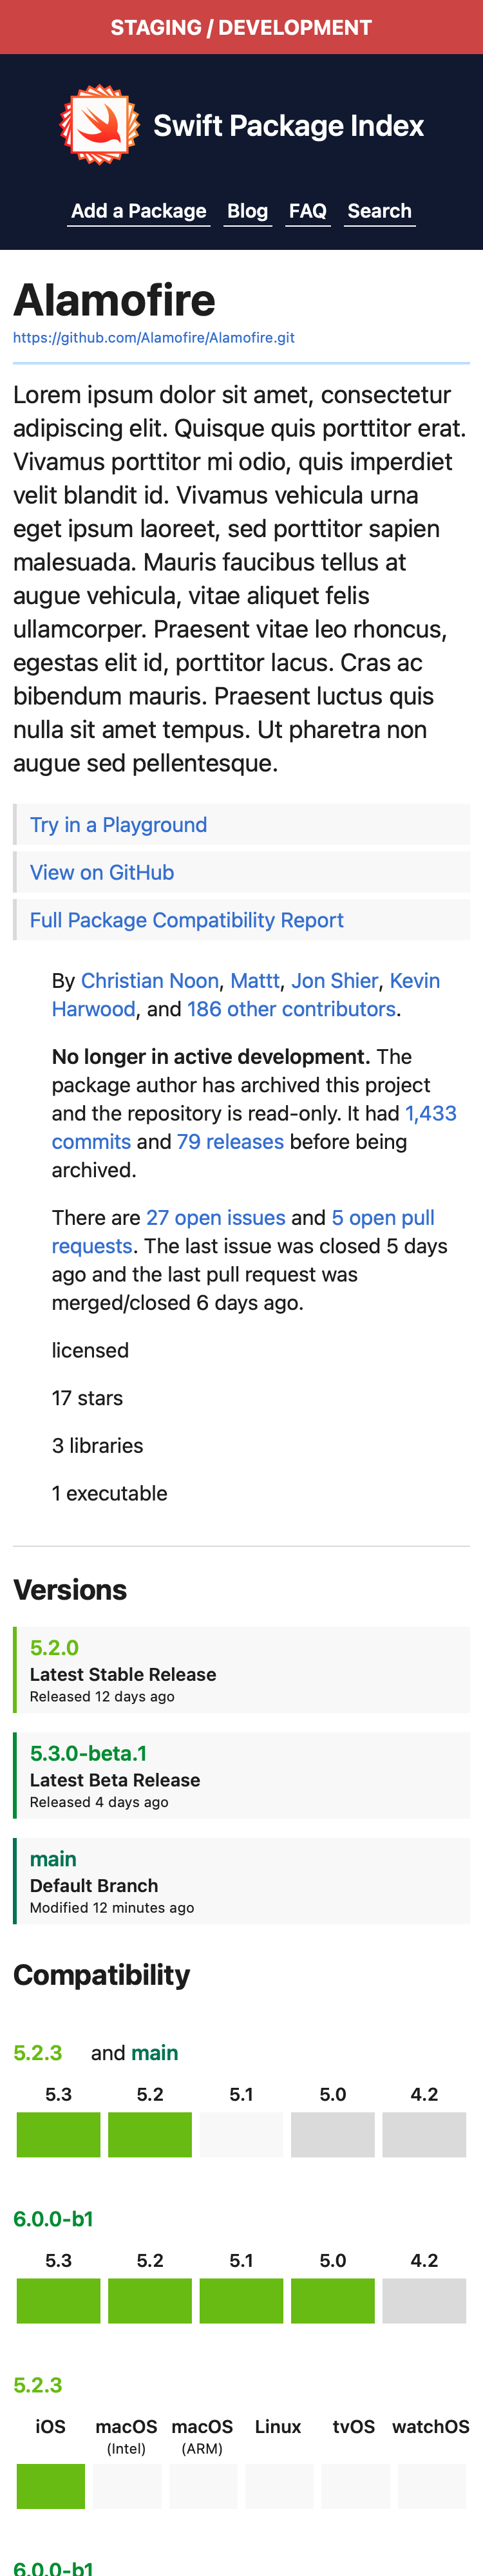 STAGING / DEVELOPMENT
Swift Package Index
Add a Package Blog FAQ Search
Alamofire
https://github.com/Alamofire/Alamofire.git
Lorem ipsum dolor sit amet, consectetur
adipiscing elit. Quisque quis porttitor erat.
Vivamus porttitor mi odio, quis imperdiet
velit blandit id. Vivamus vehicula urna
eget ipsum laoreet, sed porttitor sapien
malesuada. Mauris faucibus tellus at
augue vehicula, vitae aliquet felis
ullamcorper. Praesent vitae leo rhoncus,
egestas elit id, porttitor lacus. Cras ac
bibendum mauris. Praesent luctus quis
nulla sit amet tempus. Ut pharetra non
augue sed pellentesque.
Try in a Playground
View on GitHub
Full Package Compatibility Report
By Christian Noon, Mattt, Jon Shier, Kevin
Harwood, and 186 other contributors.
No longer in active development. The
package author has archived this project
and the repository is read-only. It had 1,433
commits and 79 releases before being
archived.
There are 27 open issues and 5 open pull
requests. The last issue was closed 5 days
ago and the last pull request was
merged/closed 6 days ago.
licensed
17 stars
3 libraries
1 executable
Versions
5.2.0
Latest Stable Release
Released 12 days ago
5.3.0-beta.1
Latest Beta Release
Released 4 days ago
main
Default Branch
Modified 12 minutes ago
Compatibility
5.2.3 and main
5.3 5.2 5.1 5.0 4.2
6.0.0-b1
5.3 5.2 5.1 5.0 4.2
5.2.3
iOS macOS macOS Linux tvOS watchOS
(Intel) (ARM)
6.0.0-b1